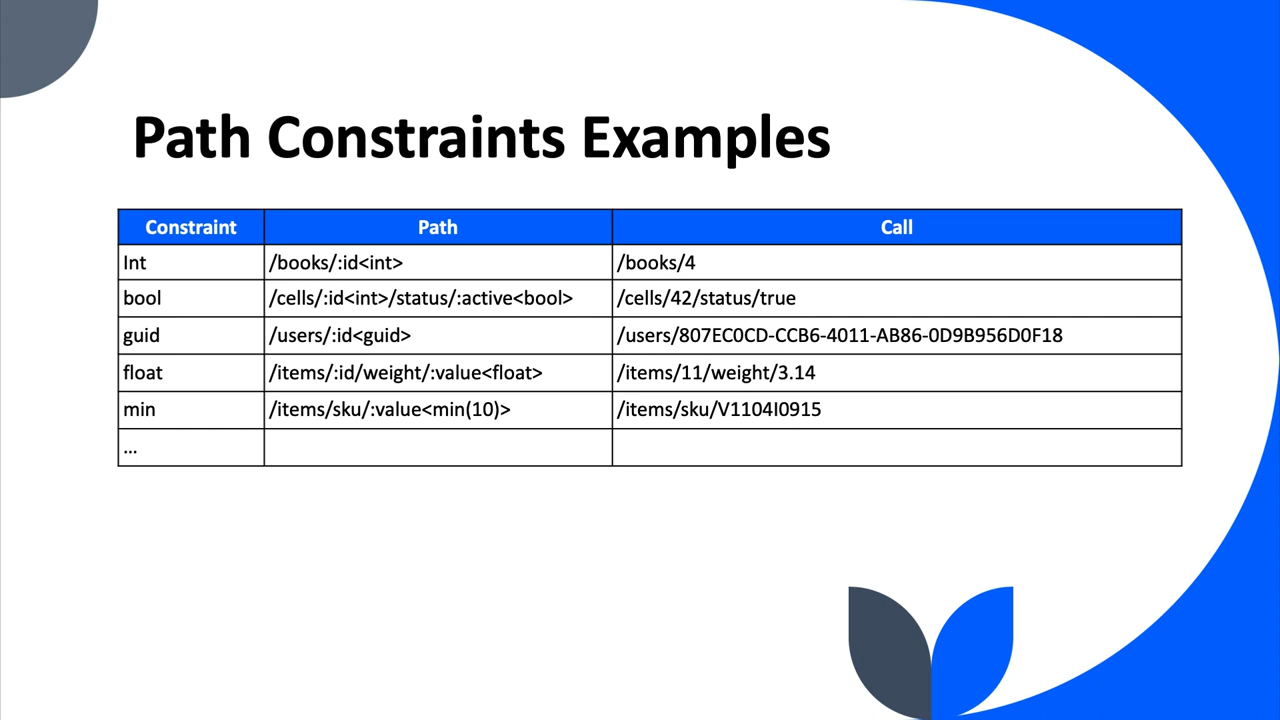 Path Constraints Examples
Constraint Path Call
Int /books/:id<int> /books/4
bool /cells/:id<int>/status/:active<bool> /cells/42/status/true
guid /users/:id<guid> /users/807EC0CD-CCB6-4011-AB86-0D9B956D0F18
float /items/:id/weight/:value<float> /items/11/weight/3.14
min /items/sku/:value<min(10)> /items/sku/V1104I0915
...